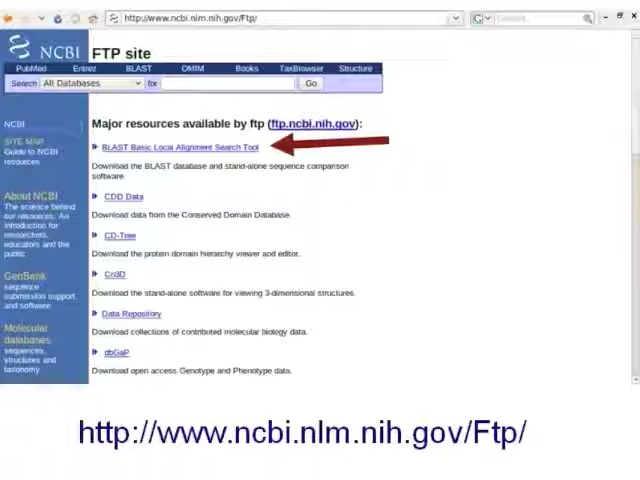 http://www.ncbi.nlm.nih.gov/Ftp/
NCBI
FTP site
PubMed Entrez BLAST OMIM Books TaxBrowser Structure
Search All Databases for Go
NCBI
SITE MAP
Guide to NCBI
resources
About NCBI
The science behind
our resources. An
introduction for
researchers,
educators and the
public
GenBank
sequence
submission support
and software
Molecular
databases
sequences,
structures and
taxonomy
Major resources available by ftp (ftp.ncbi.nih.gov):
BLAST Basic Local Alignment Search Tool
Download the BLAST database and stand-alone sequence comparison
software.
CDD Data
Download data from the Conserved Domain Database.
CD-Tree
Download the protein domain hierarchy viewer and editor.
Cn3D
Download the stand-alone software for viewing 3-dimensional structures.
Data Repository
Download collections of contributed molecular biology data.
dbGaP
Download open access Genotype and Phenotype data.
http://www.ncbi.nlm.nih.gov/Ftp/